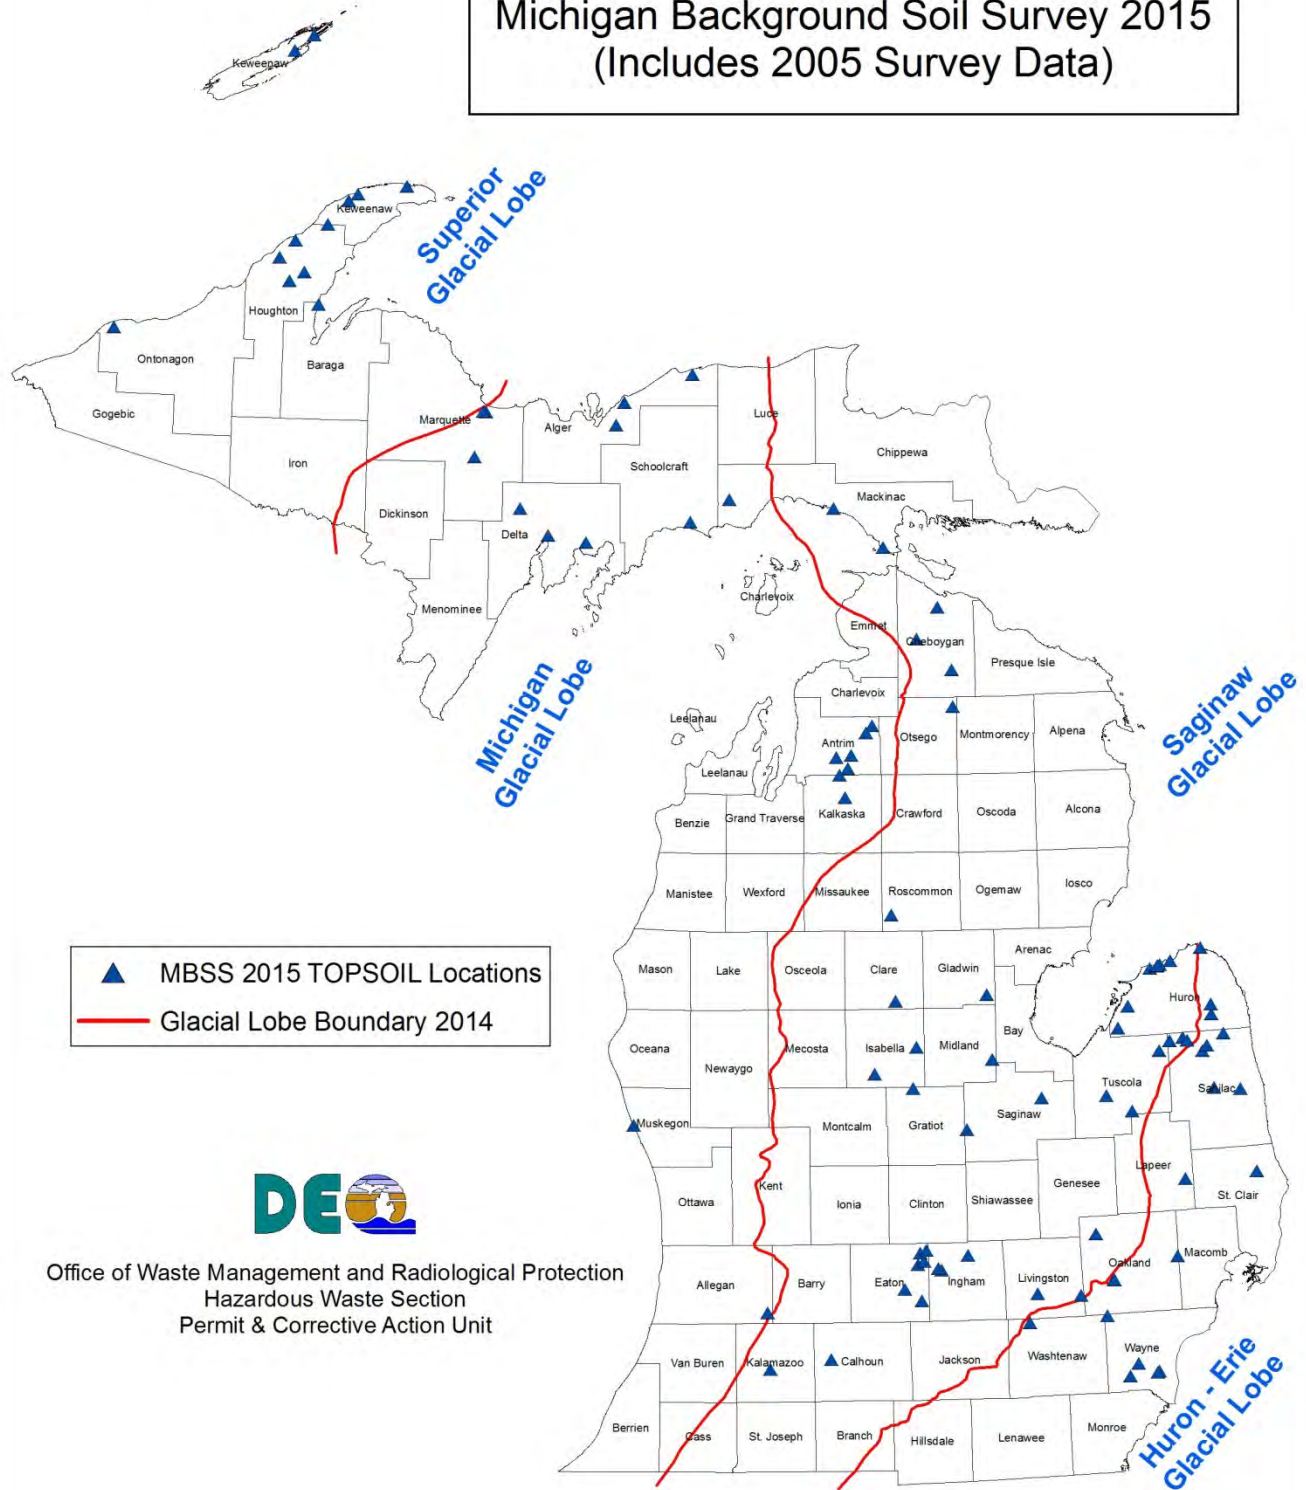 Michigan Background Soil Survey 2015
(Includes 2005 Survey Data)
Keweenaw
Superior
Glacial Lobe
Keweenaw
Houghton
Ontonagon
Baraga
Gogebic
Marquette
Alger
Luce
Iron
Schoolcraft
Chippewa
Dickinson
Mackinac
Delta
Menominee
Charlevoix
Emmet
Cheboygan
Presque Isle
Michigan
Glacial Lobe
Saginaw
Glacial Lobe
Charlevoix
Leelanau
Antrim
Otsego
Montmorency
Alpena
Leelanau
Benzie
Grand Traverse
Kalkaska
Crawford
Oscoda
Alcona
Manistee
Wexford
Missaukee
Roscommon
Ogemaw
Iosco
MBSS 2015 TOPSOIL Locations
Glacial Lobe Boundary 2014
Mason
Lake
Osceola
Clare
Gladwin
Arenac
Huron
Oceana
Newaygo
Mecosta
Isabella
Midland
Bay
Tuscola
Sanilac
Muskegon
Montcalm
Gratiot
Saginaw
Lapeer
Ottawa
Kent
Ionia
Clinton
Shiawassee
Genesee
St. Clair
DEQ
Office of Waste Management and Radiological Protection
Hazardous Waste Section
Permit & Corrective Action Unit
Allegan
Barry
Eaton
Ingham
Livingston
Oakland
Macomb
Van Buren
Kalamazoo
Calhoun
Jackson
Washtenaw
Wayne
Berrien
Cass
St. Joseph
Branch
Hillsdale
Lenawee
Monroe
Huron - Erie
Glacial Lobe